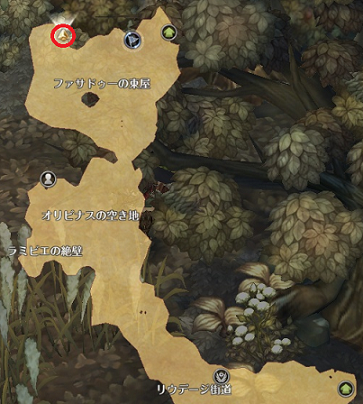 ファサドゥーの東屋
オリビナスの空き地
ラミビエの絶壁
リウテージ街道